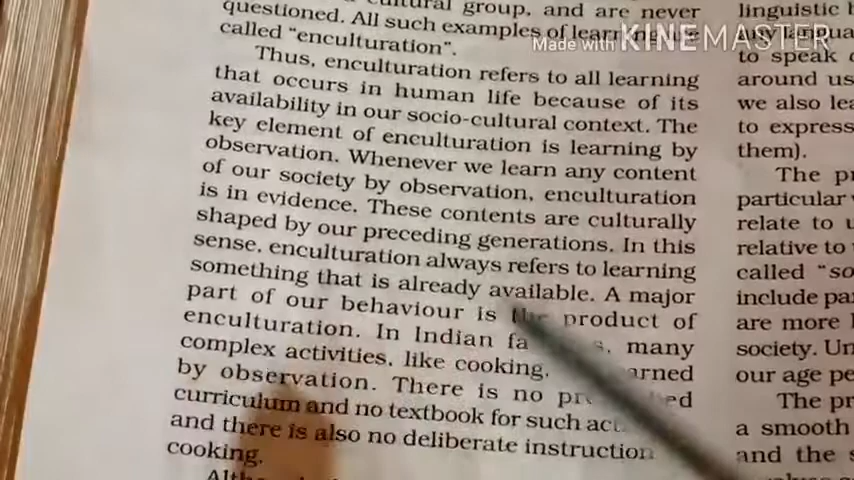 cultural group, and are never
questioned. All such examples of learning are
called "enculturation".
Thus, enculturation refers to all learning
that occurs in human life because of its
availability in our socio-cultural context. The
key element of enculturation is learning by
observation. Whenever we learn any content
of our society by observation, enculturation
is in evidence. These contents are culturally
shaped by our preceding generations. In this
sense, enculturation always refers to learning
something that is already available. A major
part of our behaviour is the product of
enculturation. In Indian many
complex activities, like cooking,
by observation. There is no
curriculum and no textbook for such
and there is also no deliberate instruction
cooking.
linguistic
any
to speak
around us
we also
to express
them).
The
particular
relate to
relative to
called
include
are more
society.
our age
The
a smooth
and the
Made with KINEMASTER